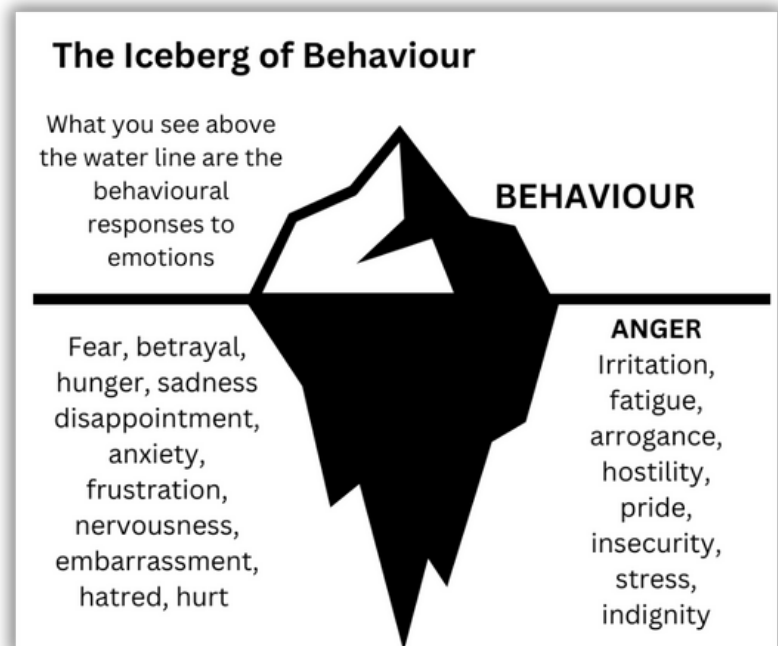 The Iceberg of Behaviour
What you see above
the water line are the
behavioural
responses to
emotions
BEHAVIOUR
Fear, betrayal,
hunger, sadness
disappointment,
anxiety,
frustration,
nervousness,
embarrassment,
hatred, hurt
ANGER
Irritation,
fatigue,
arrogance,
hostility,
pride,
insecurity,
stress,
indignity